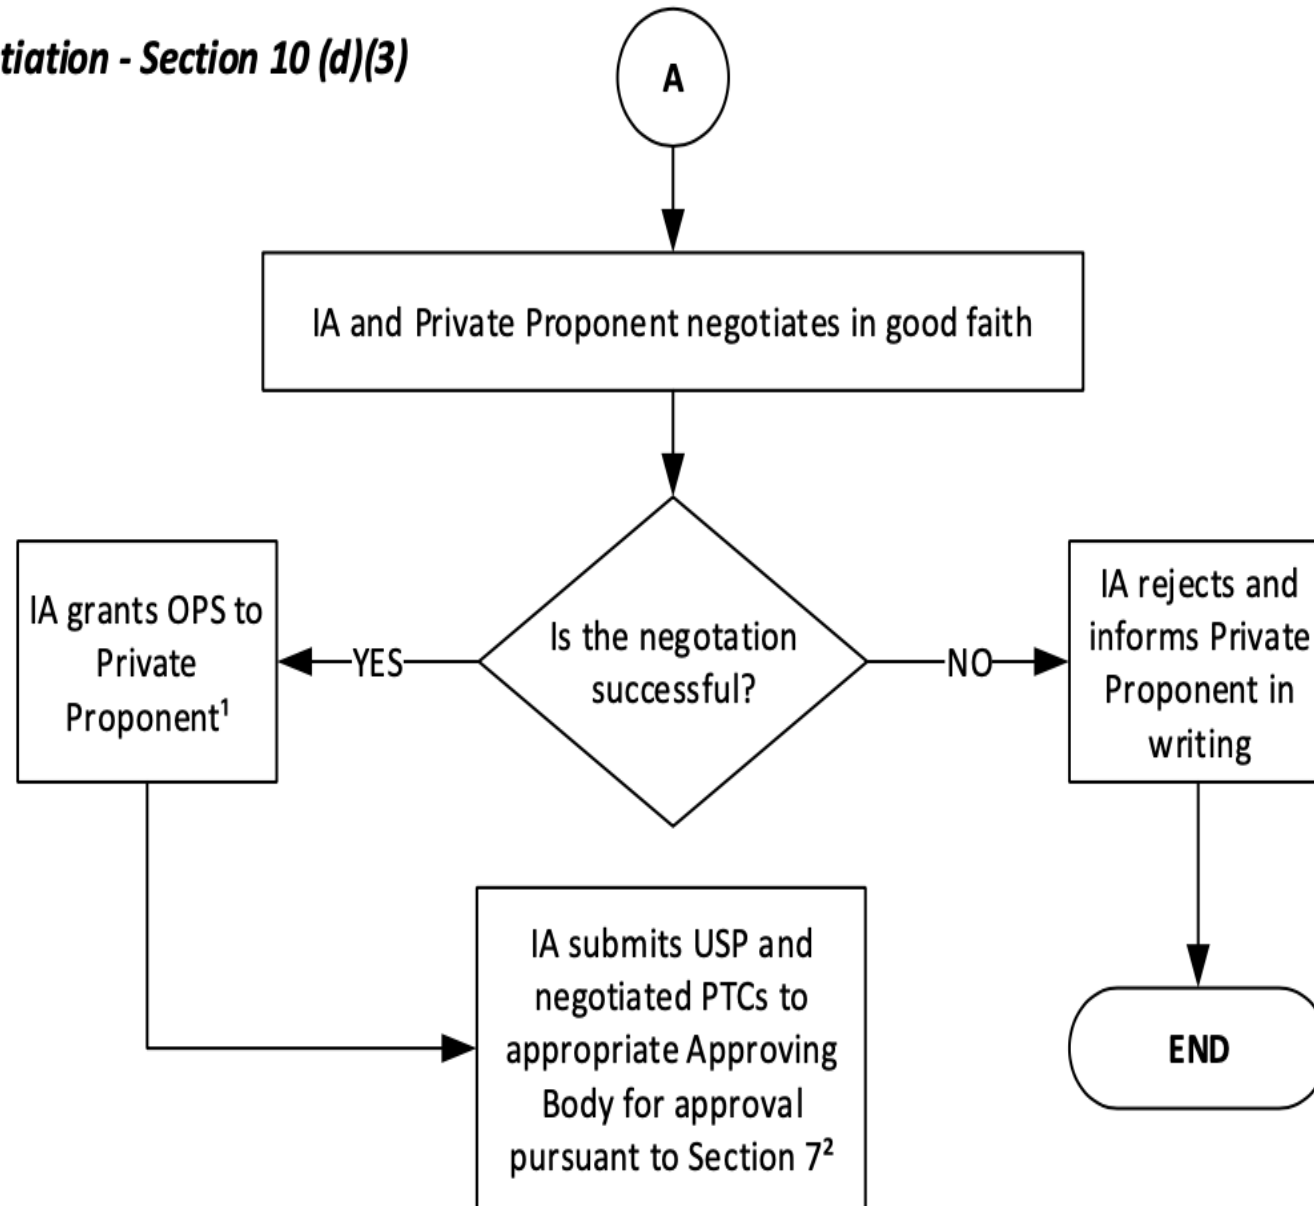 tiation - Section 10 (d)(3)
A
IA and Private Proponent negotiates in good faith
Is the negotation
successful?
YES
NO
IA grants OPS to
Private
Proponent¹
IA rejects and
informs Private
Proponent in
writing
IA submits USP and
negotiated PTCs to
appropriate Approving
Body for approval
pursuant to Section 7²
END